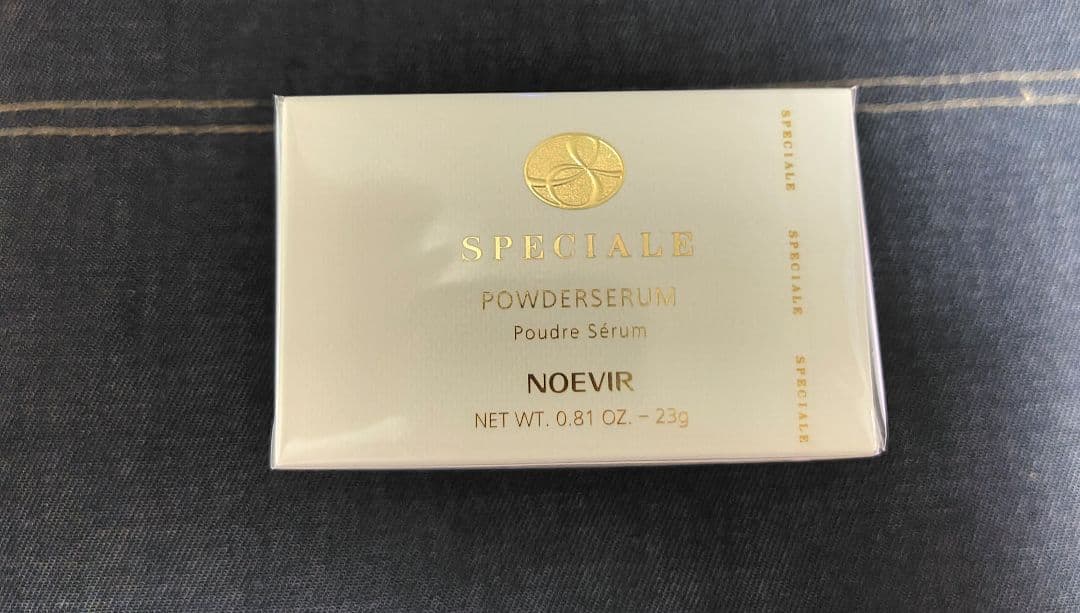 SPECIALE
POWDERSERUM
Poudre Sérum
NOEVIR
NET WT. 0.81 OZ. – 23g
SPECIALE
SPECIALE
SPECIALE